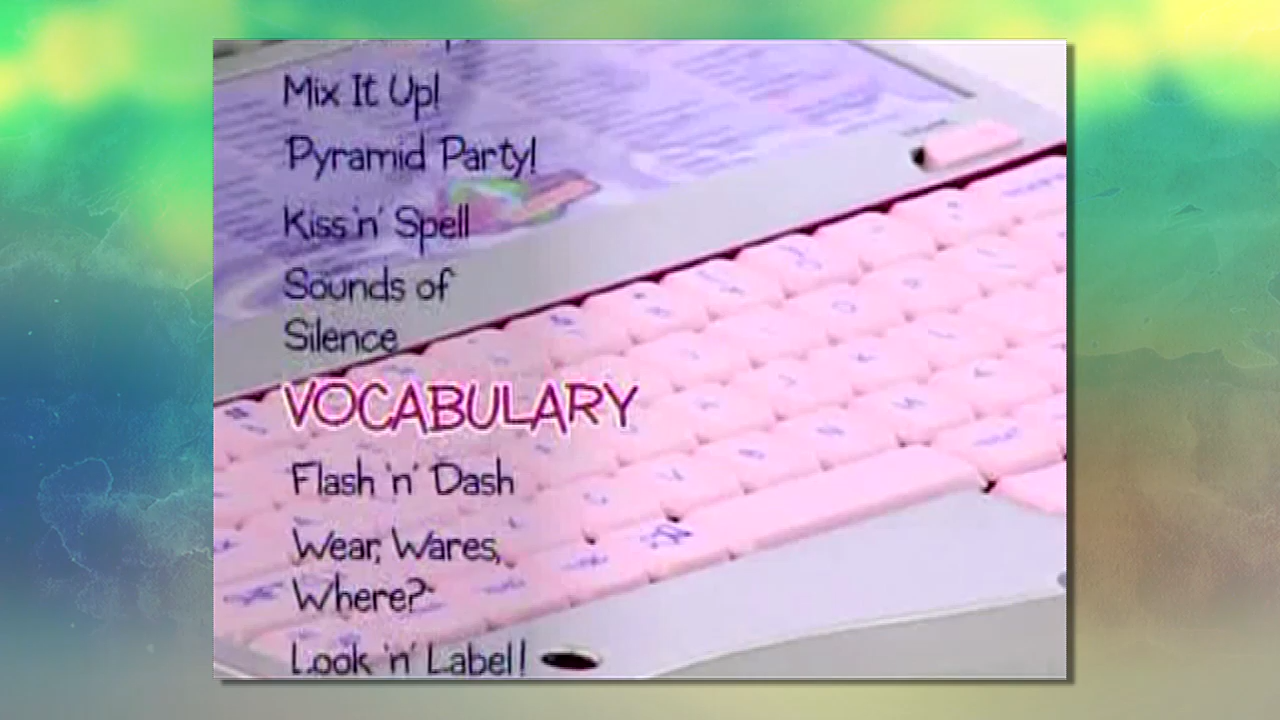 Mix It Up!
Pyramid Party!
Kiss 'n' Spell
Sounds of
Silence
VOCABULARY
Flash 'n' Dash
Wear, Wares,
Where?
Look 'n' Label!